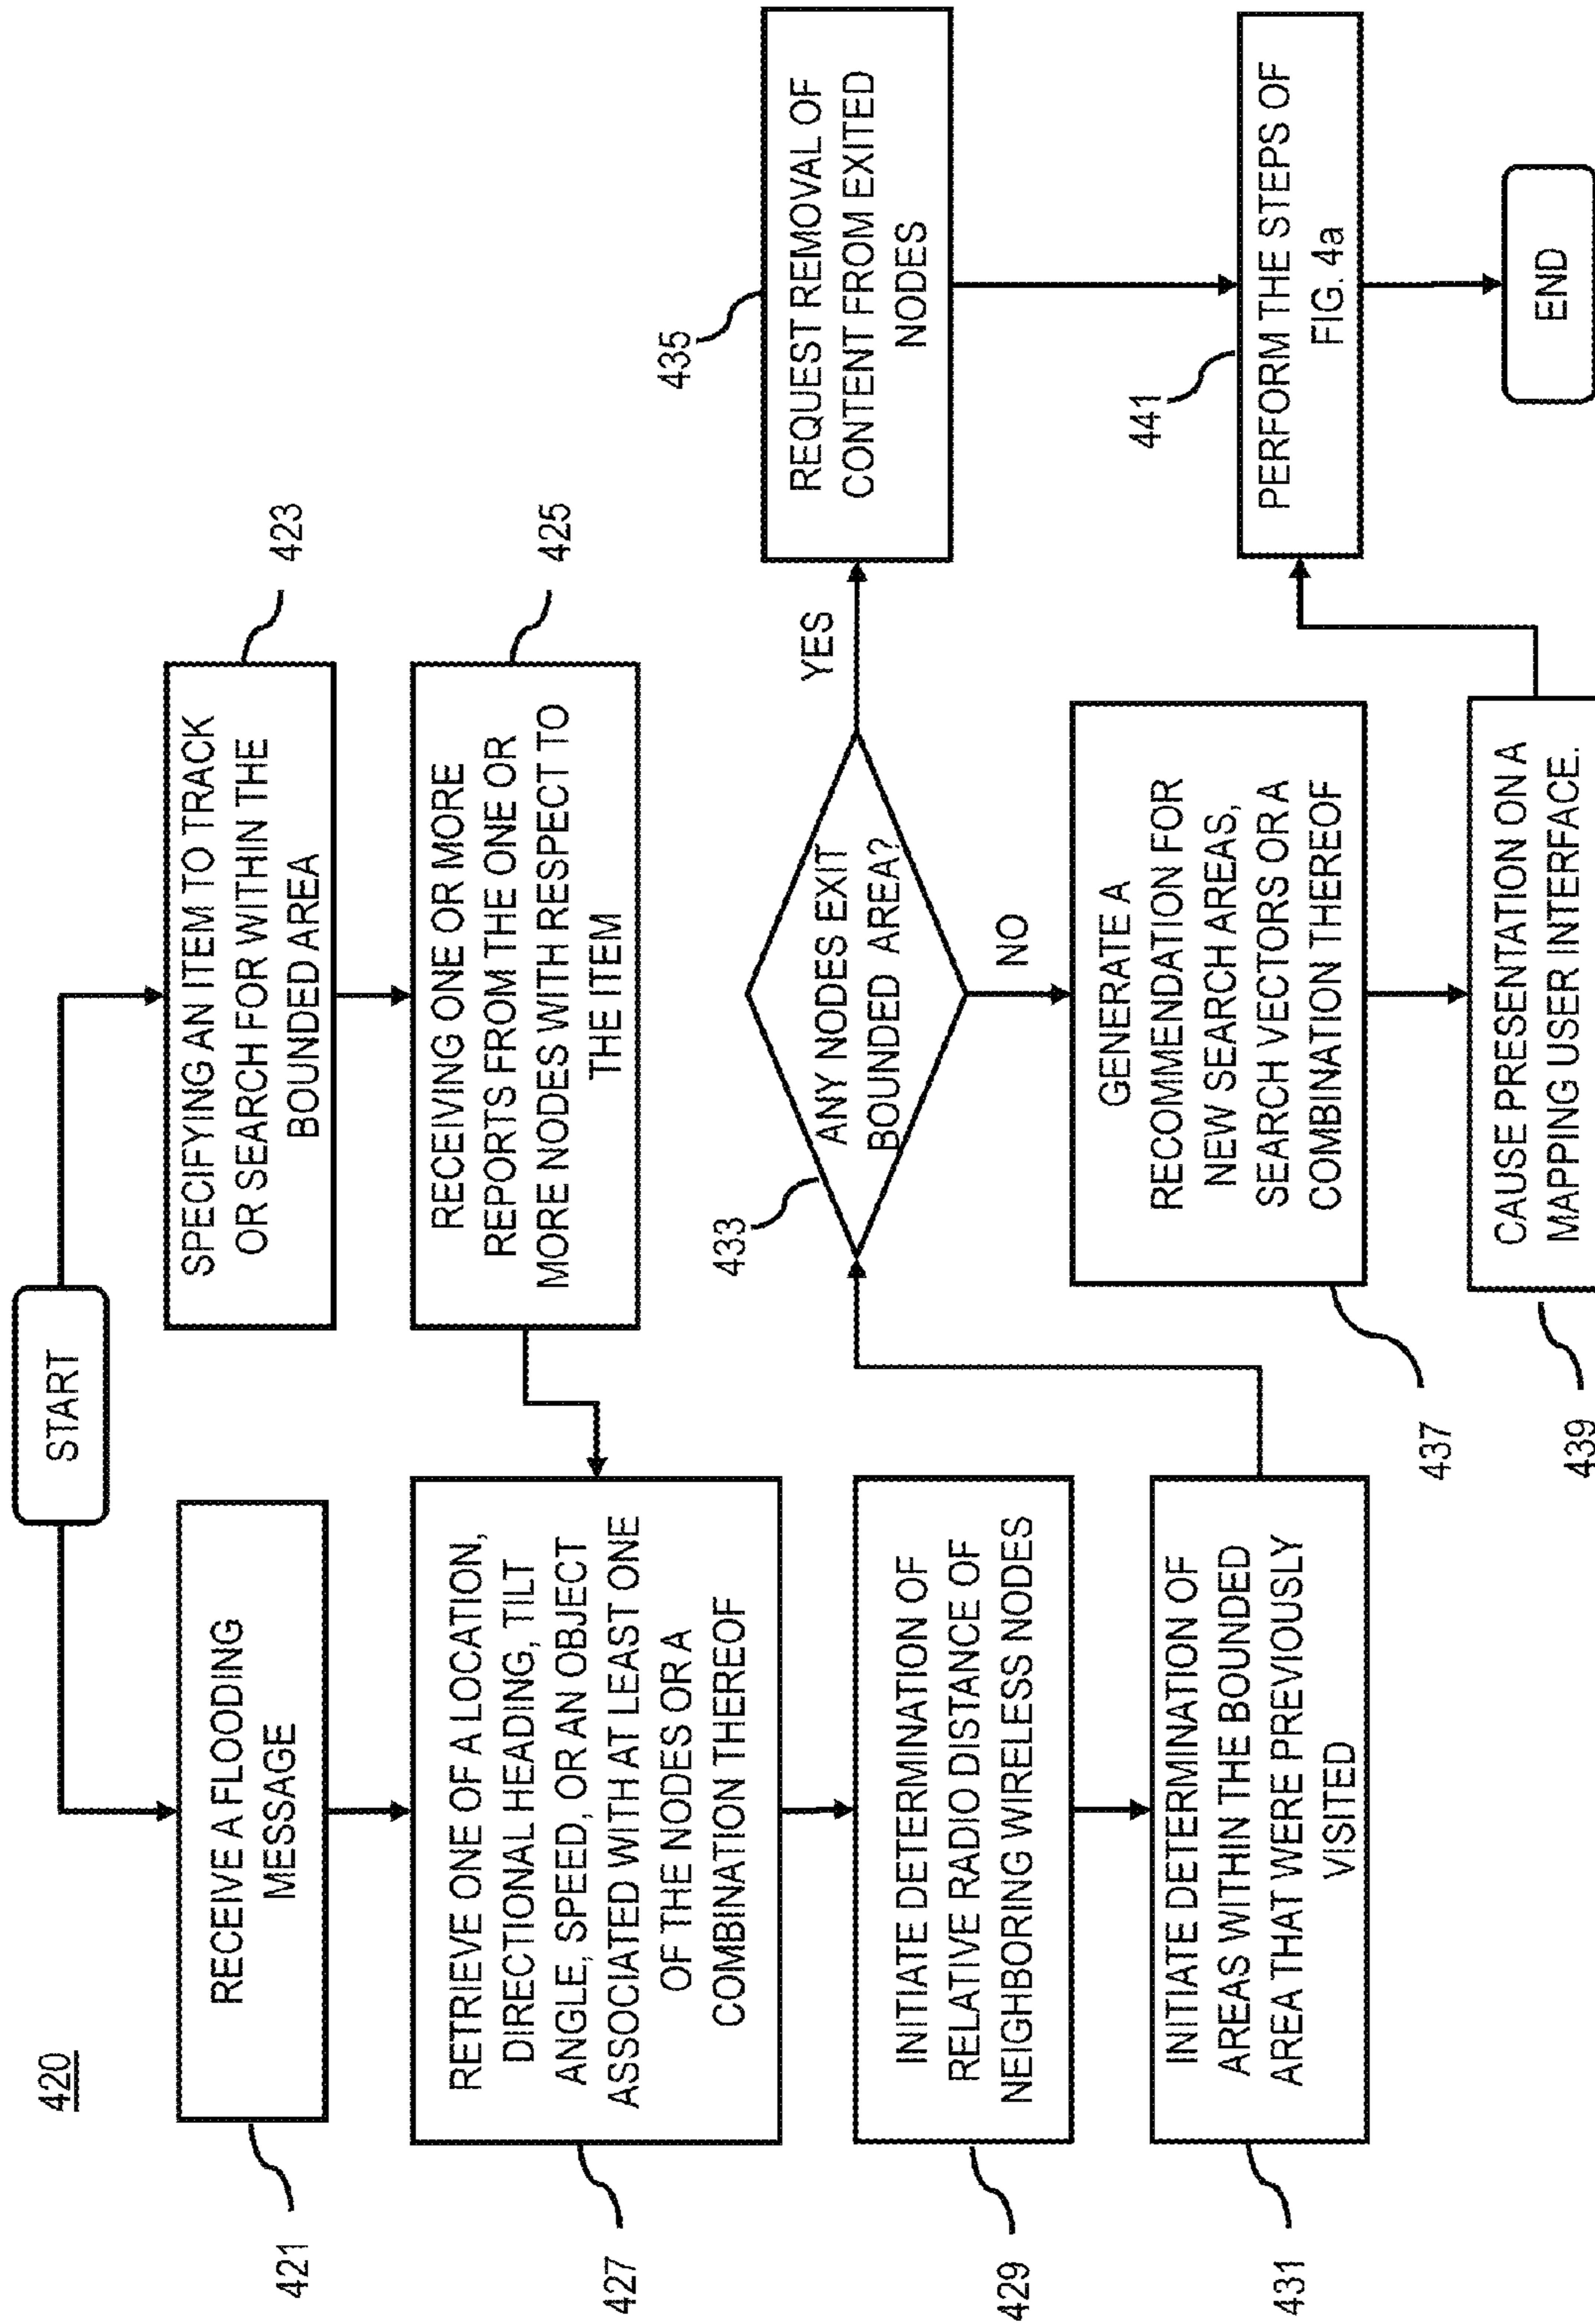 420
START
421
RECEIVE A FLOODING
MESSAGE
423
SPECIFYING AN ITEM TO TRACK
OR SEARCH FOR WITHIN THE
BOUNDED AREA
425
RECEIVING ONE OR MORE
REPORTS FROM THE ONE OR
MORE NODES WITH RESPECT TO
THE ITEM
427
RETRIEVE ONE OF A LOCATION,
DIRECTIONAL HEADING, TILT
ANGLE, SPEED, OR AN OBJECT
ASSOCIATED WITH AT LEAST ONE
OF THE NODES OR A
COMBINATION THEREOF
429
INITIATE DETERMINATION OF
RELATIVE RADIO DISTANCE OF
NEIGHBORING WIRELESS NODES
431
INITIATE DETERMINATION OF
AREAS WITHIN THE BOUNDED
AREA THAT WERE PREVIOUSLY
VISITED
433
ANY NODES EXIT
BOUNDED AREA?
YES
NO
435
REQUEST REMOVAL OF
CONTENT FROM EXITED
NODES
437
GENERATE A
RECOMMENDATION FOR
NEW SEARCH AREAS,
SEARCH VECTORS OR A
COMBINATION THEREOF
439
CAUSE PRESENTATION ON A
MAPPING USER INTERFACE.
441
PERFORM THE STEPS OF
FIG. 4a
END